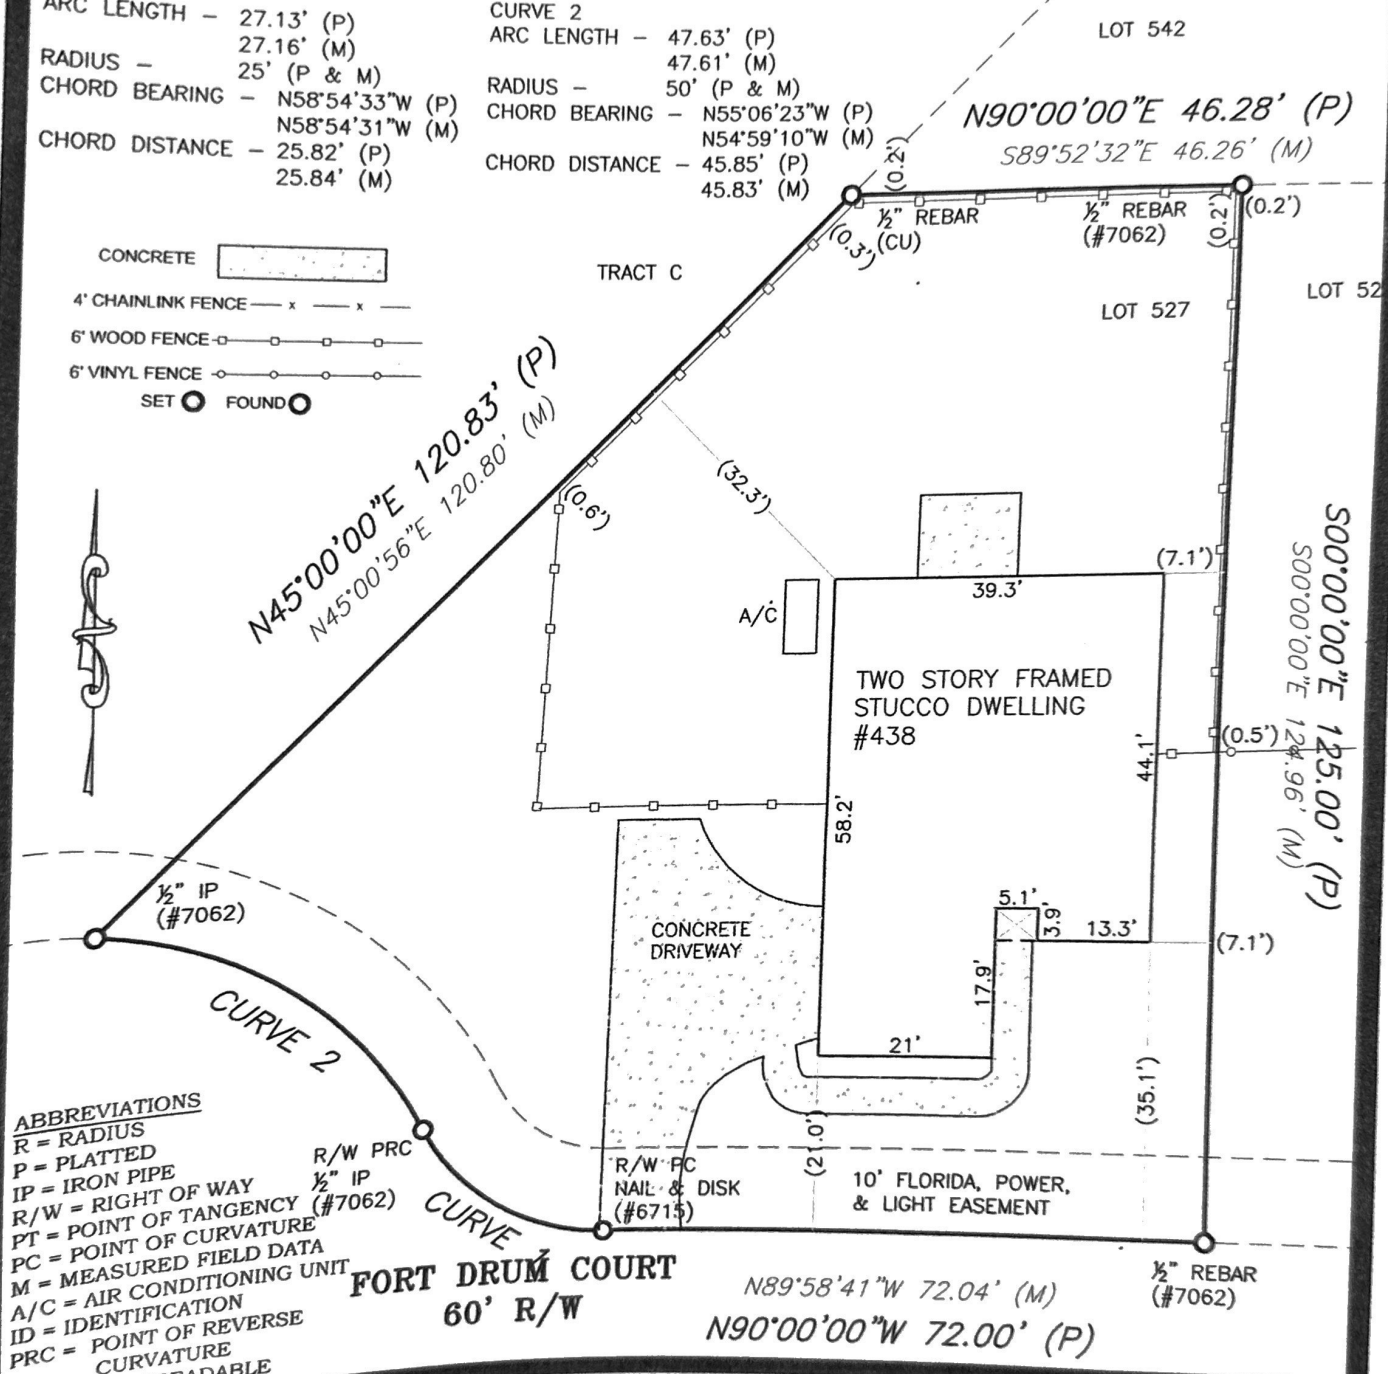 ARC LENGTH – 27.13' (P)
27.16' (M)
RADIUS – 25' (P & M)
CHORD BEARING – N58°54'33"W (P)
N58°54'31"W (M)
CHORD DISTANCE – 25.82' (P)
25.84' (M)
CURVE 2
ARC LENGTH – 47.63' (P)
47.61' (M)
RADIUS – 50' (P & M)
CHORD BEARING – N55°06'23"W (P)
N54°59'10"W (M)
CHORD DISTANCE – 45.85' (P)
45.83' (M)
LOT 542
N90°00'00"E 46.28' (P)
S89°52'32"E 46.26' (M)
(0.2')
½" REBAR
(CU)
(0.3')
½" REBAR
(#7062)
(0.2')
(0.2')
CONCRETE
4' CHAINLINK FENCE
6' WOOD FENCE
6' VINYL FENCE
SET FOUND
TRACT C
LOT 527
LOT 52
N45°00'00"E 120.83' (P)
N45°00'56"E 120.80' (M)
(0.6')
(32.3')
(7.1')
39.3'
A/C
TWO STORY FRAMED
STUCCO DWELLING
#438
S00°00'00"E 125.00' (P)
S00°00'00"E 124.96' (M)
(0.5')
44.1'
58.2'
½" IP
(#7062)
CONCRETE
DRIVEWAY
5.1'
3.9'
13.3'
(7.1')
17.9'
21'
CURVE 2
(35.1')
(21.0')
ABBREVIATIONS
R = RADIUS
P = PLATTED
IP = IRON PIPE
R/W = RIGHT OF WAY
PT = POINT OF TANGENCY
PC = POINT OF CURVATURE
M = MEASURED FIELD DATA
A/C = AIR CONDITIONING UNIT
ID = IDENTIFICATION
PRC = POINT OF REVERSE
CURVATURE
R/W PRC
½" IP
(#7062)
CURVE
R/W PC
NAIL & DISK
(#6715)
10' FLORIDA, POWER,
& LIGHT EASEMENT
FORT DRUM COURT
60' R/W
N89°58'41"W 72.04' (M)
N90°00'00"W 72.00' (P)
½" REBAR
(#7062)